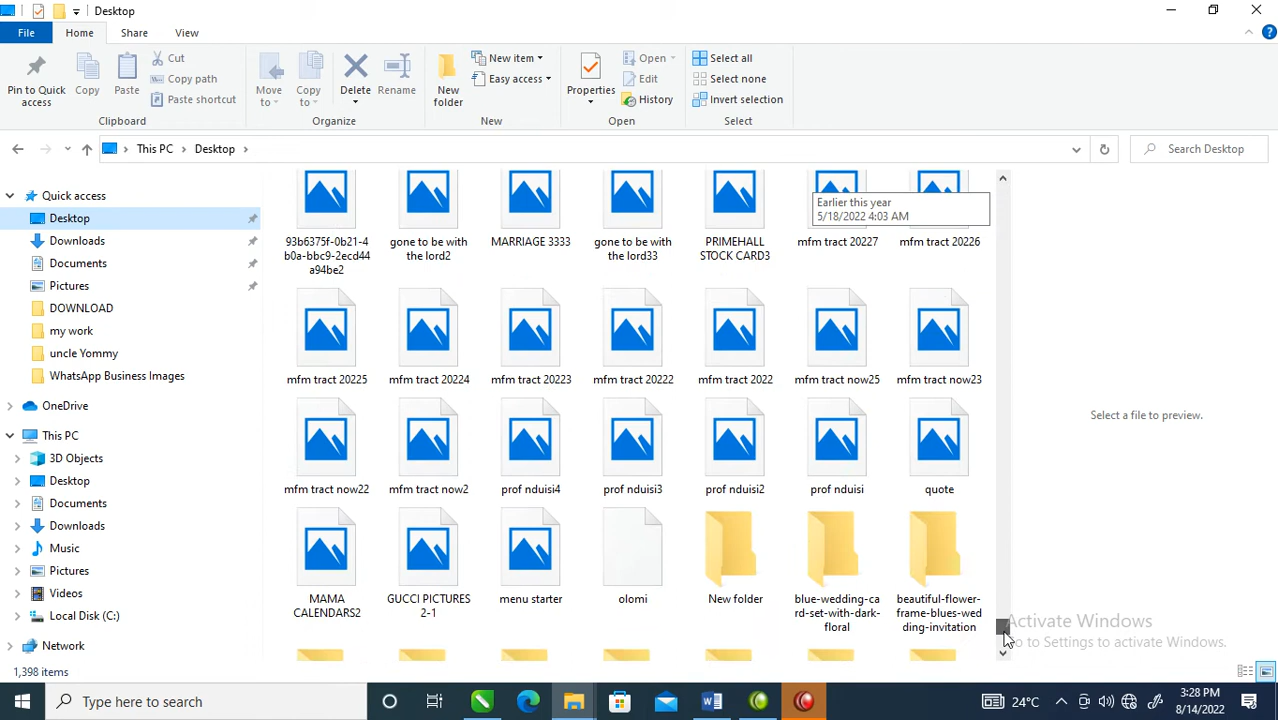 Desktop
File
Home
Share
View
Pin to Quick
access
Copy
Paste
Cut
Copy path
Paste shortcut
Clipboard
Move
to
Copy
to
Delete
Rename
Organize
New
folder
New item
Easy access
New
Properties
Open
Edit
History
Open
Select all
Select none
Invert selection
Select
This PC
Desktop
Search Desktop
Quick access
Desktop
Downloads
Documents
Pictures
DOWNLOAD
my work
uncle Yommy
WhatsApp Business Images
OneDrive
This PC
3D Objects
Desktop
Documents
Downloads
Music
Pictures
Videos
Local Disk (C:)
Network
Earlier this year
5/18/2022 4:03 AM
93b6375f-0b21-4
b0a-bbc9-2ecd44
a94be2
gone to be with
the lord2
MARRIAGE 3333
gone to be with
the lord33
PRIMEHALL
STOCK CARD3
mfm tract 20227
mfm tract 20226
mfm tract 20225
mfm tract 20224
mfm tract 20223
mfm tract 20222
mfm tract 2022
mfm tract now25
mfm tract now23
mfm tract now22
mfm tract now2
prof nduisi4
prof nduisi3
prof nduisi2
prof nduisi
quote
MAMA
CALENDARS2
GUCCI PICTURES
2-1
menu starter
olomi
New folder
blue-wedding-ca
rd-set-with-dark-
floral
beautiful-flower-
frame-blues-wed
ding-invitation
Select a file to preview.
Activate Windows
Go to Settings to activate Windows.
1,398 items
Type here to search
24°C
3:28 PM
8/14/2022